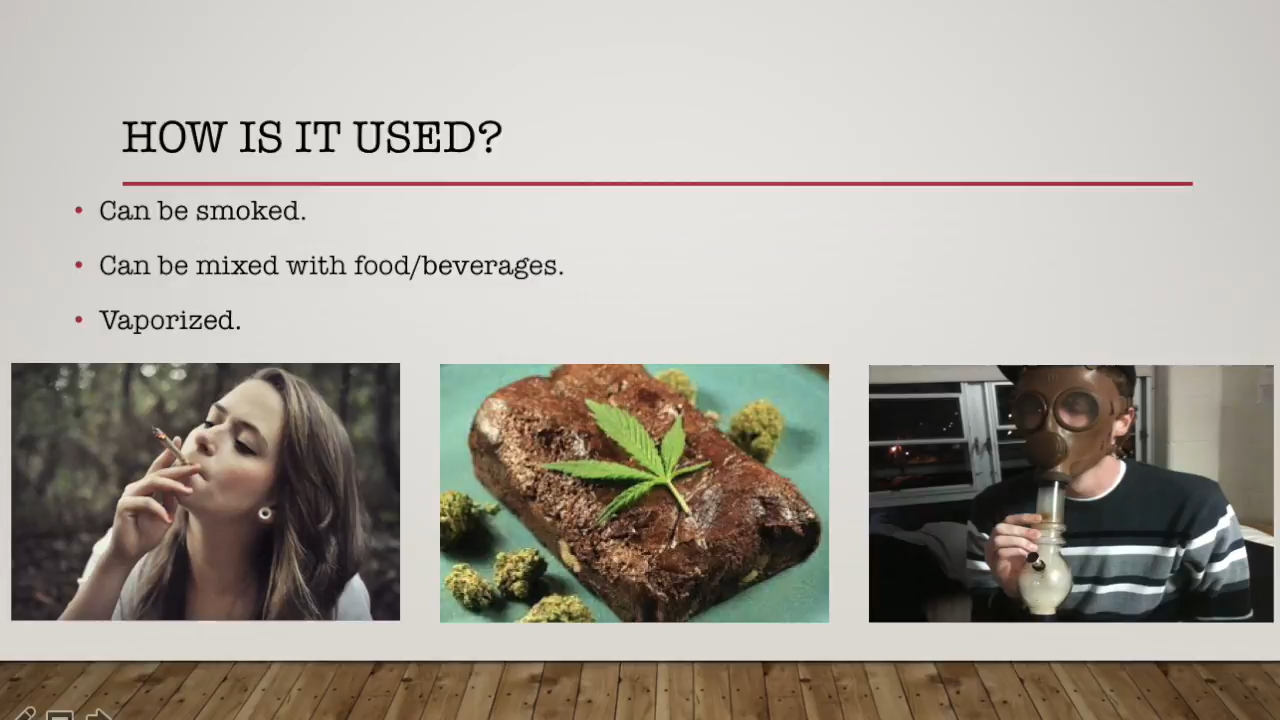 HOW IS IT USED?
Can be smoked.
Can be mixed with food/beverages.
Vaporized.